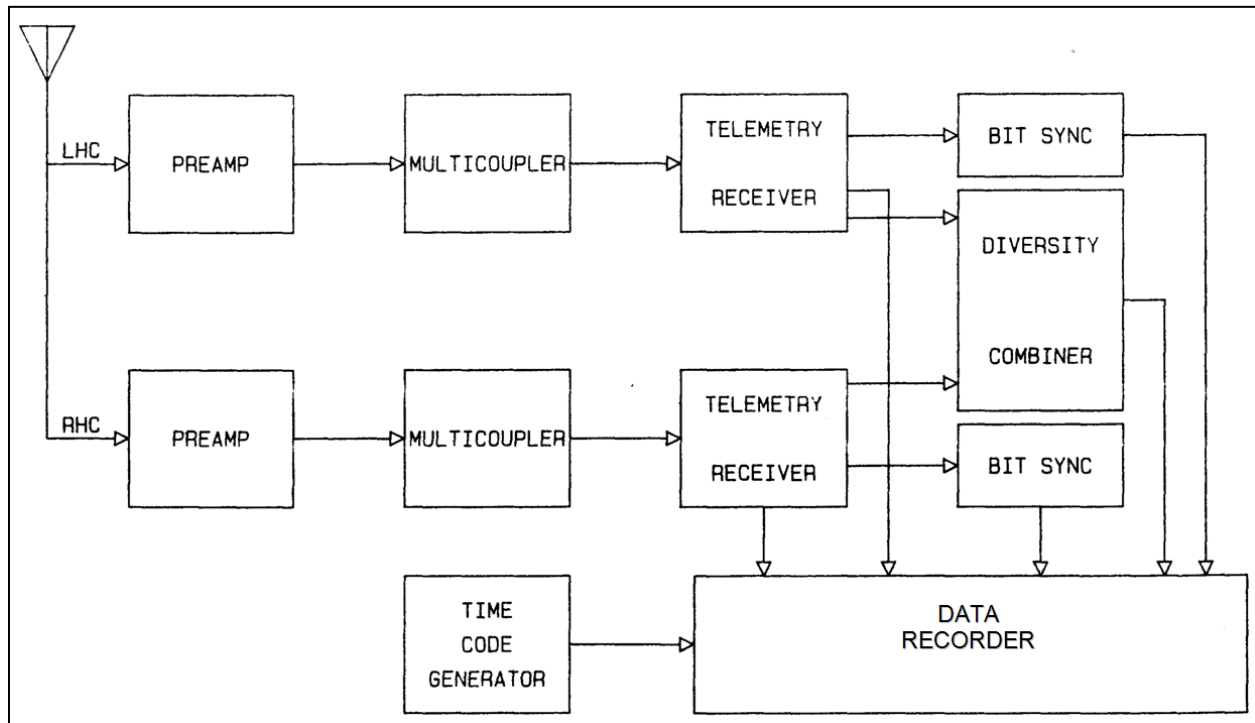 LHC
PREAMP
MULTICOUPLER
TELEMETRY
RECEIVER
BIT SYNC
DIVERSITY
COMBINER
RHC
PREAMP
MULTICOUPLER
TELEMETRY
RECEIVER
BIT SYNC
TIME
CODE
GENERATOR
DATA
RECORDER